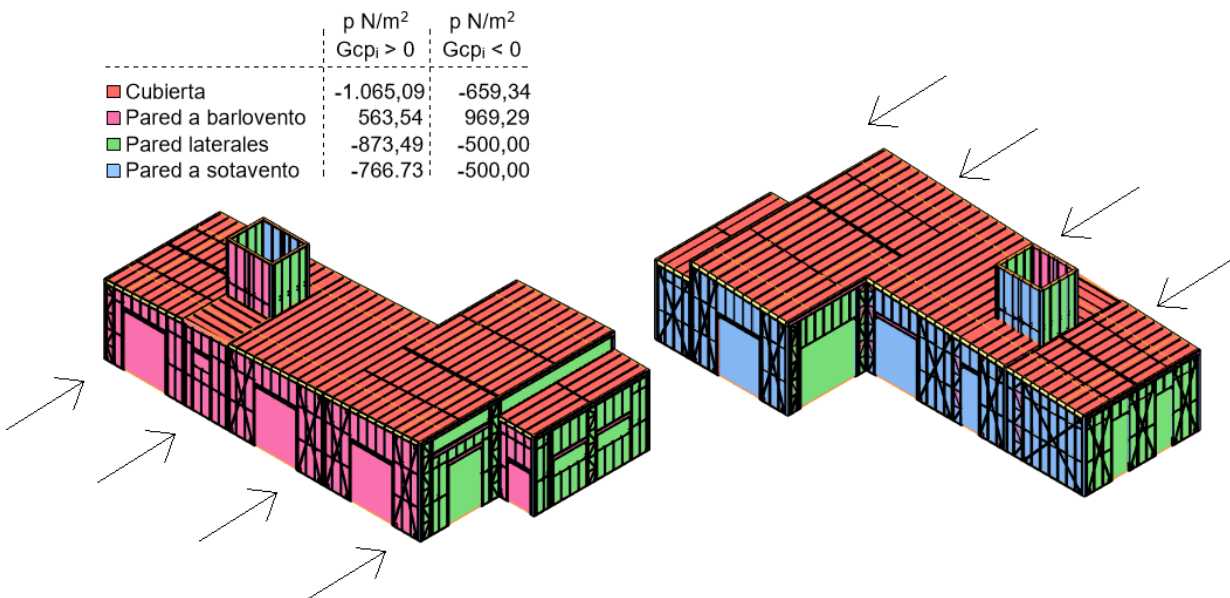 p N/m² p N/m²
Gcpᵢ > 0 Gcpᵢ < 0
Cubierta -1.065,09 -659,34
Pared a barlovento 563,54 969,29
Pared laterales -873,49 -500,00
Pared a sotavento -766.73 -500,00